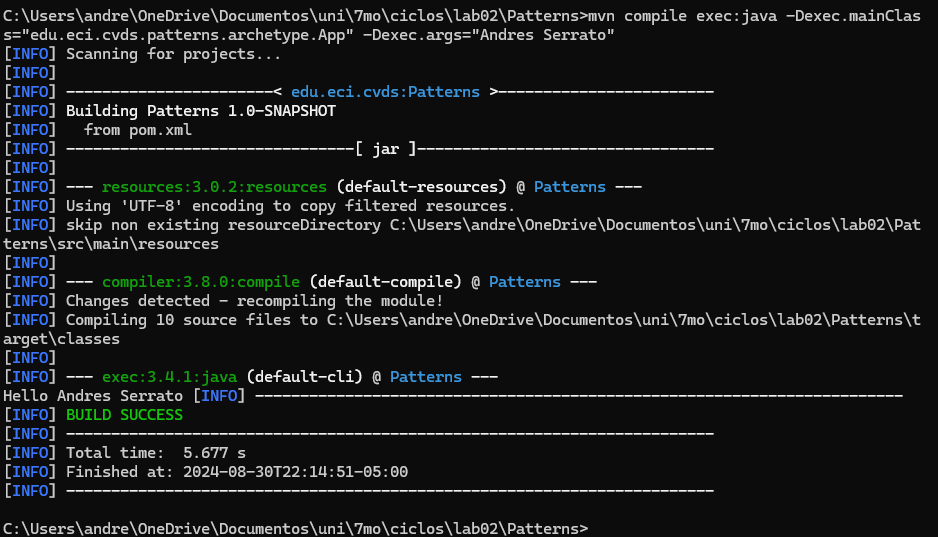 C:\Users\andre\OneDrive\Documentos\uni\7mo\ciclos\lab02\Patterns>mvn compile exec:java -Dexec.mainClas
s="edu.eci.cvds.patterns.archetype.App" -Dexec.args="Andres Serrato"
[INFO] Scanning for projects...
[INFO]
[INFO] -----------------------< edu.eci.cvds:Patterns >------------------------
[INFO] Building Patterns 1.0-SNAPSHOT
[INFO]   from pom.xml
[INFO] --------------------------------[ jar ]---------------------------------
[INFO]
[INFO] --- resources:3.0.2:resources (default-resources) @ Patterns ---
[INFO] Using 'UTF-8' encoding to copy filtered resources.
[INFO] skip non existing resourceDirectory C:\Users\andre\OneDrive\Documentos\uni\7mo\ciclos\lab02\Pat
terns\src\main\resources
[INFO]
[INFO] --- compiler:3.8.0:compile (default-compile) @ Patterns ---
[INFO] Changes detected - recompiling the module!
[INFO] Compiling 10 source files to C:\Users\andre\OneDrive\Documentos\uni\7mo\ciclos\lab02\Patterns\t
arget\classes
[INFO]
[INFO] --- exec:3.4.1:java (default-cli) @ Patterns ---
Hello Andres Serrato [INFO] ------------------------------------------------------------------------
[INFO] BUILD SUCCESS
[INFO] ------------------------------------------------------------------------
[INFO] Total time:  5.677 s
[INFO] Finished at: 2024-08-30T22:14:51-05:00
[INFO] ------------------------------------------------------------------------
C:\Users\andre\OneDrive\Documentos\uni\7mo\ciclos\lab02\Patterns>